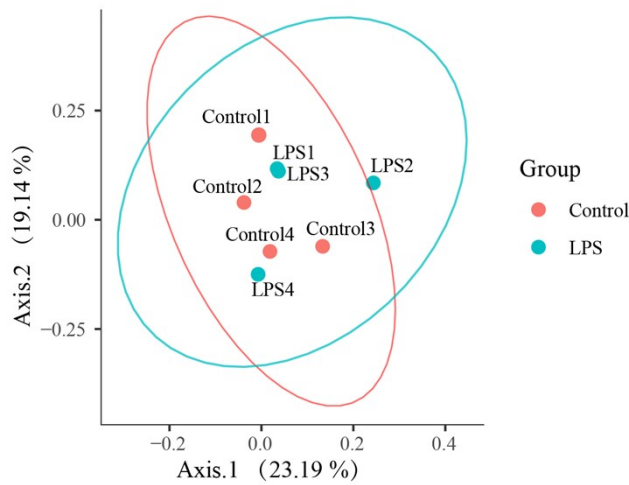 Control1
LPS1
LPS3
LPS2
Control2
Control4
Control3
LPS4
0.25
0.00
−0.25
−0.2
0.0
0.2
0.4
Axis.1 （23.19 %）
Axis.2 （19.14 %）
Group
Control
LPS